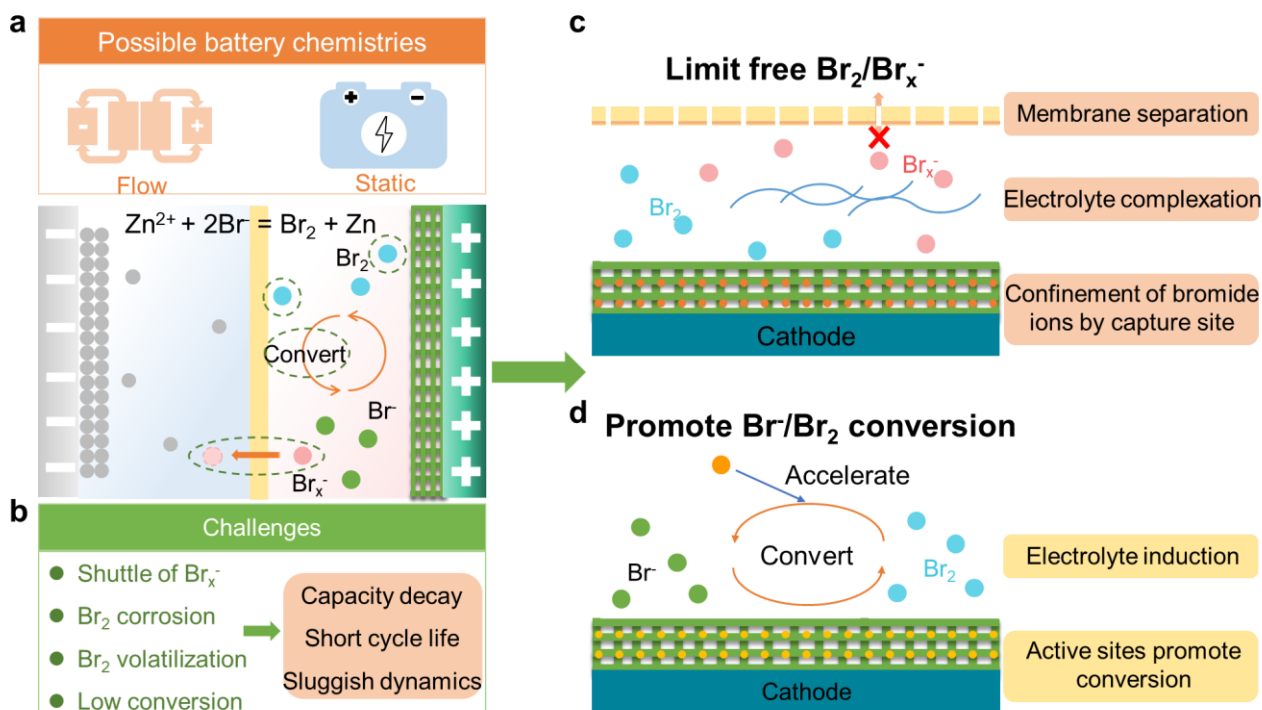 a
Possible battery chemistries
- +
+ -
Flow
Static
Zn²⁺ + 2Br⁻ = Br₂ + Zn
Br₂
Convert
Br⁻
Brₓ⁻
b
Challenges
Shuttle of Brₓ⁻
Br₂ corrosion
Br₂ volatilization
Low conversion
Capacity decay
Short cycle life
Sluggish dynamics
c
Limit free Br₂/Brₓ⁻
Membrane separation
Brₓ⁻
Br₂
Electrolyte complexation
Confinement of bromide
ions by capture site
Cathode
d
Promote Br⁻/Br₂ conversion
Accelerate
Convert
Br⁻
Br₂
Electrolyte induction
Active sites promote
conversion
Cathode